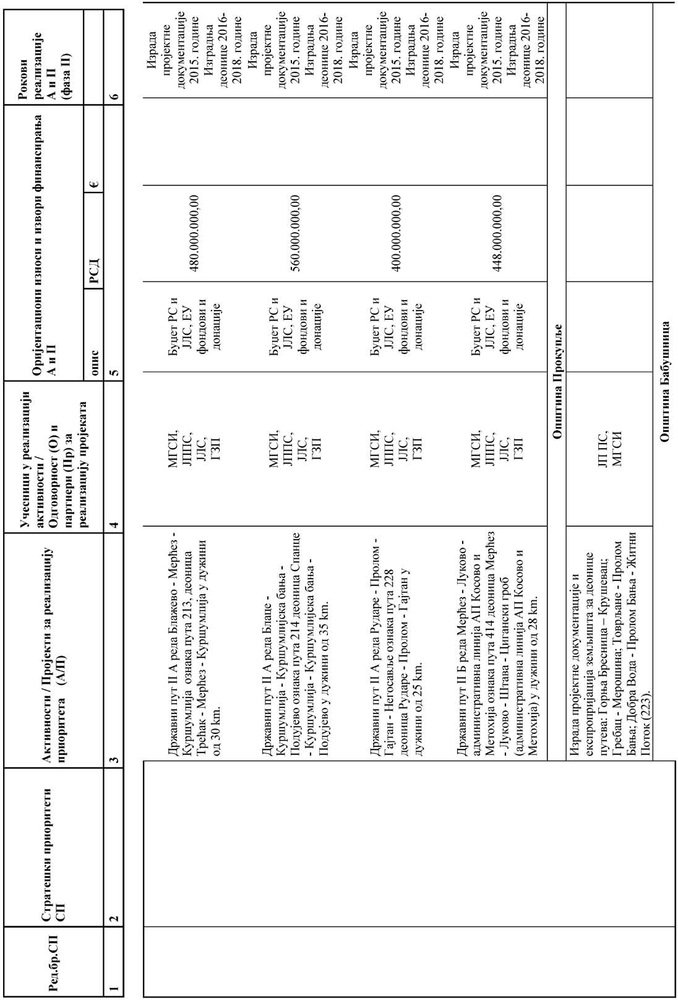 Ред.бр.СП
Стратешки приоритети
СП
Активности / Пројекти за реализацију
приоритета (А/П)
Учесници у реализацији
активности /
Одговорност (О) и
партнери (Пр) за
реализацију пројеката
Оријентациони износи и извори финансирања
А и П
опис
РСД
€
Рокови
реализације
А и П
(фаза II)
1
2
3
4
5
6
Државни пут II А реда Блажево - Мерћез -
Куршумлија ознака пута 213, деоница
Трећак - Мерћез - Куршумлија у дужини
од 30 km.
МГСИ,
ЈППС,
ЈЛС,
ГЗП
Буџет РС и
ЈЛС, ЕУ
фондови и
донације
480.000.000,00
Израда
пројектне
документације
2015. године
Изградња
деонице 2016-
2018. године
Државни пут II А реда Блаце -
Куршумлија - Куршумлијска бања -
Подујево ознака пута 214 деоница Спанце
- Куршумлија - Куршумлијска бања -
Подујево у дужини од 35 km.
МГСИ,
ЈППС,
ЈЛС,
ГЗП
Буџет РС и
ЈЛС, ЕУ
фондови и
донације
560.000.000,00
Израда
пројектне
документације
2015. године
Изградња
деонице 2016-
2018. године
Државни пут II А реда Рударе - Пролом -
Гајтан - Негосавље ознака пута 228
деоница Рударе - Пролом - Гајтан у
дужини од 25 km.
МГСИ,
ЈППС,
ЈЛС,
ГЗП
Буџет РС и
ЈЛС, ЕУ
фондови и
донације
400.000.000,00
Израда
пројектне
документације
2015. године
Изградња
деонице 2016-
2018. године
Државни пут II Б реда Мерћез - Луково -
административна линија АП Косово и
Метохија ознака пута 414 деоница Мерћез
- Луково - Штава - Цигански гроб
(административна линија АП Косово и
Метохија) у дужини од 28 km.
МГСИ,
ЈППС,
ЈЛС,
ГЗП
Буџет РС и
ЈЛС, ЕУ
фондови и
донације
448.000.000,00
Израда
пројектне
документације
2015. године
Изградња
деонице 2016-
2018. године
Општина Прокупље
Израда пројектне документације и
експропријација земљишта за деонице
путева: Горња Бресница – Крушевац;
Гребац - Мерошина; Товрљане - Пролом
Бања; Добра Вода - Пролом Бања - Житни
Поток (223).
ЈП ПС,
МГСИ
Општина Бабушница